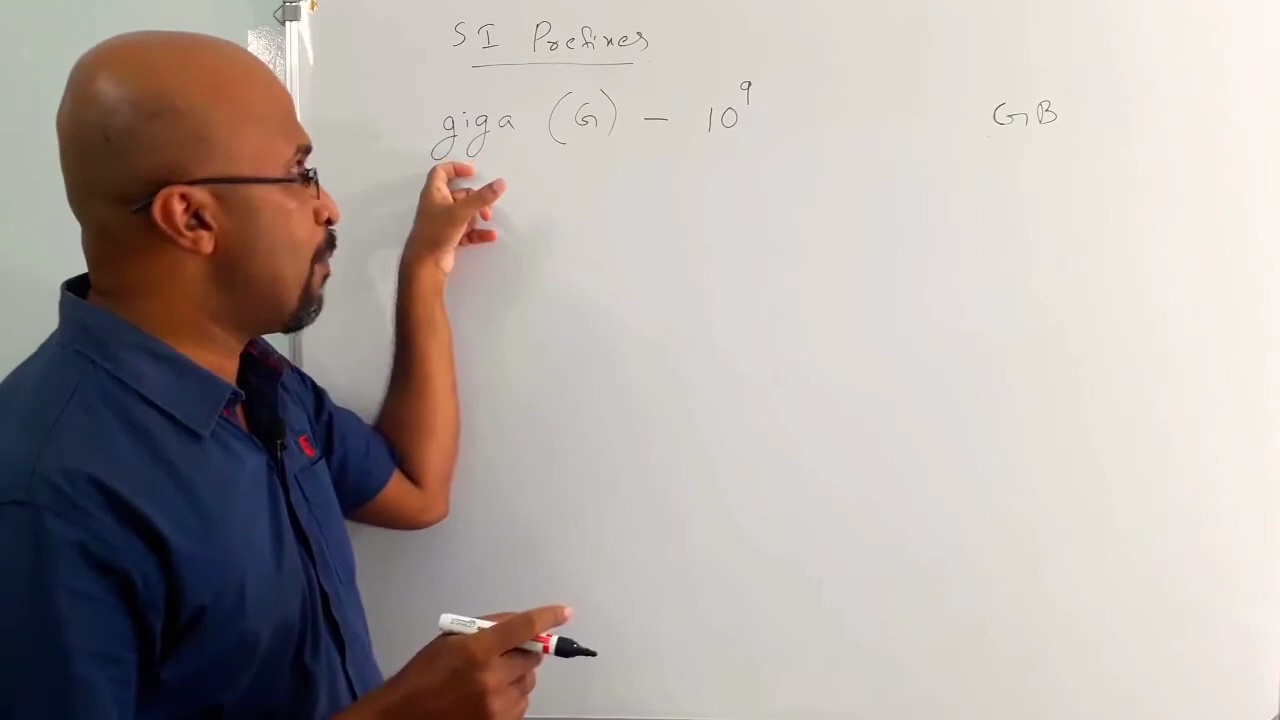 SI Prefixes
giga (G) - 10⁹ GB